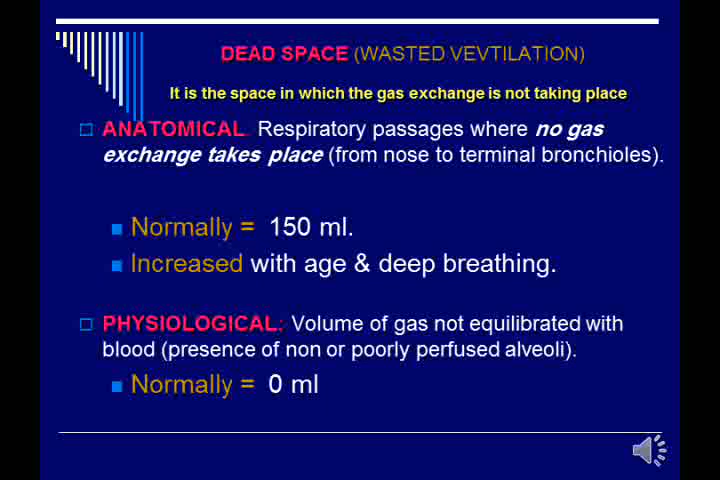 DEAD SPACE (WASTED VEVTILATION)
It is the space in which the gas exchange is not taking place
ANATOMICAL: Respiratory passages where no gas
exchange takes place (from nose to terminal bronchioles).
Normally = 150 ml.
Increased with age & deep breathing.
PHYSIOLOGICAL: Volume of gas not equilibrated with
blood (presence of non or poorly perfused alveoli).
Normally = 0 ml